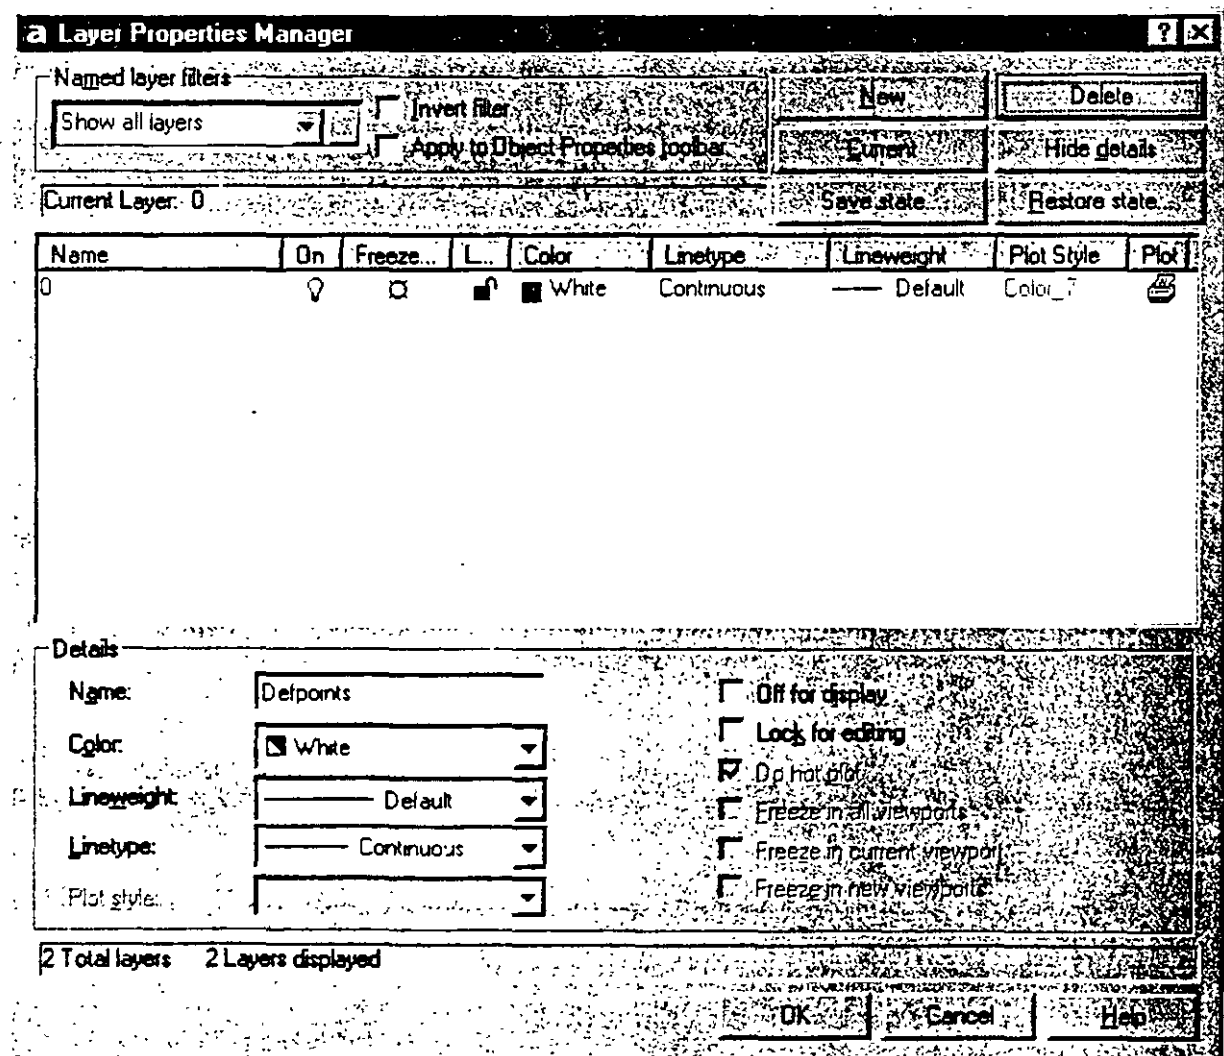 a Layer Properties Manager ? X
Named layer filters
Show all layers
Invert filter
Apply to Object Properties toolbar
New Delete
Current Hide details
Current Layer: 0
Save state... Restore state...
Name On Freeze... L... Color Linetype Lineweight Plot Style Plot
0 White Continuous Default Color_7
Details
Name: Defpoints
Color: White
Lineweight: Default
Linetype: Continuous
Plot style:
Off for display
Lock for editing
Do not plot
Freeze in all viewports
Freeze in current viewport
Freeze in new viewports
2 Total layers 2 Layers displayed
OK Cancel Help